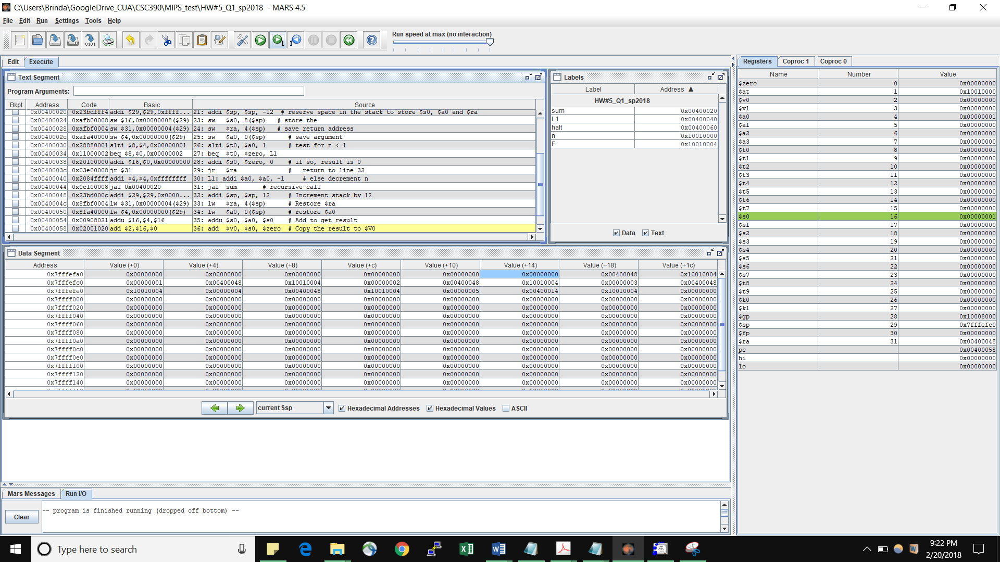 C:\Users\Brinda\GoogleDrive_CUA\CSC390\MIPS_test\HW#5_Q1_sp2018 - MARS 4.5
File Edit Run Settings Tools Help
Run speed at max (no interaction)
Edit Execute
Text Segment
Program Arguments:
Bkpt Address Code Basic Source
0x00400020 0x23bdfff4 addi $29,$29,0xffff... 21: addi $sp, $sp, -12 # reserve space in the stack to store $s0, $a0 and $ra
0x00400024 0xafb00008 sw $16,0x00000008($29) 23: sw $s0, 8($sp) # store the
0x00400028 0xafbf0004 sw $31,0x00000004($29) 24: sw $ra, 4($sp) # save return address
0x0040002c 0xafa40000 sw $4,0x00000000($29) 25: sw $a0, 0($sp) # save argument
0x00400030 0x28880001 slti $8,$4,0x00000001 26: slti $t0, $a0, 1 # test for n < 1
0x00400034 0x11000002 beq $8,$0,0x00000002 27: beq $t0, $zero, L1
0x00400038 0x20100000 addi $16,$0,0x00000000 28: addi $s0, $zero, 0 # if so, result is 0
0x0040003c 0x03e00008 jr $31 29: jr $ra # return to line 32
0x00400040 0x2084ffff addi $4,$4,0xffffffff 30: L1: addi $a0, $a0, -1 # else decrement n
0x00400044 0x0c100008 jal 0x00400020 31: jal sum # recursive call
0x00400048 0x23bd000c addi $29,$29,0x0000... 32: addi $sp, $sp, 12 # Increment stack by 12
0x0040004c 0x8fbf0004 lw $31,0x00000004($29) 33: lw $ra, 4($sp) # Restore $ra
0x00400050 0x8fa40000 lw $4,0x00000000($29) 34: lw $a0, 0($sp) # restore $a0
0x00400054 0x00908021 addu $16,$4,$16 35: addu $s0, $a0, $s0 # Add to get result
0x00400058 0x02001020 add $2,$16,$0 36: add $v0, $s0, $zero # Copy the result to $V0
Labels
Label Address ▲
HW#5_Q1_sp2018
sum 0x00400020
L1 0x00400040
halt 0x00400060
n 0x10010000
F 0x10010004
Data Text
Data Segment
Address Value (+0) Value (+4) Value (+8) Value (+c) Value (+10) Value (+14) Value (+18) Value (+1c)
0x7fffefa0 0x00000000 0x00000000 0x00000000 0x00000000 0x00000000 0x00000000 0x00400048 0x10010004
0x7fffefc0 0x00000001 0x00400048 0x10010004 0x00000002 0x00400048 0x10010004 0x00000003 0x00400048
0x7fffefe0 0x10010004 0x00000004 0x00400048 0x10010004 0x00000005 0x00400014 0x10010004 0x00000000
0x7ffff000 0x00000000 0x00000000 0x00000000 0x00000000 0x00000000 0x00000000 0x00000000 0x00000000
0x7ffff020 0x00000000 0x00000000 0x00000000 0x00000000 0x00000000 0x00000000 0x00000000 0x00000000
0x7ffff040 0x00000000 0x00000000 0x00000000 0x00000000 0x00000000 0x00000000 0x00000000 0x00000000
0x7ffff060 0x00000000 0x00000000 0x00000000 0x00000000 0x00000000 0x00000000 0x00000000 0x00000000
0x7ffff080 0x00000000 0x00000000 0x00000000 0x00000000 0x00000000 0x00000000 0x00000000 0x00000000
0x7ffff0a0 0x00000000 0x00000000 0x00000000 0x00000000 0x00000000 0x00000000 0x00000000 0x00000000
0x7ffff0c0 0x00000000 0x00000000 0x00000000 0x00000000 0x00000000 0x00000000 0x00000000 0x00000000
0x7ffff0e0 0x00000000 0x00000000 0x00000000 0x00000000 0x00000000 0x00000000 0x00000000 0x00000000
0x7ffff100 0x00000000 0x00000000 0x00000000 0x00000000 0x00000000 0x00000000 0x00000000 0x00000000
0x7ffff120 0x00000000 0x00000000 0x00000000 0x00000000 0x00000000 0x00000000 0x00000000 0x00000000
0x7ffff140 0x00000000 0x00000000 0x00000000 0x00000000 0x00000000 0x00000000 0x00000000 0x00000000
current $sp Hexadecimal Addresses Hexadecimal Values ASCII
Mars Messages Run I/O
Clear
-- program is finished running (dropped off bottom) --
Registers Coproc 1 Coproc 0
Name Number Value
$zero 0 0x00000000
$at 1 0x10010000
$v0 2 0x00000000
$v1 3 0x00000000
$a0 4 0x00000001
$a1 5 0x00000000
$a2 6 0x00000000
$a3 7 0x00000000
$t0 8 0x00000001
$t1 9 0x00000000
$t2 10 0x00000000
$t3 11 0x00000000
$t4 12 0x00000000
$t5 13 0x00000000
$t6 14 0x00000000
$t7 15 0x00000000
$s0 16 0x00000001
$s1 17 0x00000000
$s2 18 0x00000000
$s3 19 0x00000000
$s4 20 0x00000000
$s5 21 0x00000000
$s6 22 0x00000000
$s7 23 0x00000000
$t8 24 0x00000000
$t9 25 0x00000000
$k0 26 0x00000000
$k1 27 0x00000000
$gp 28 0x10008000
$sp 29 0x7fffefc0
$fp 30 0x00000000
$ra 31 0x00400048
pc 0x00400058
hi 0x00000000
lo 0x00000000
Type here to search
9:22 PM
2/20/2018